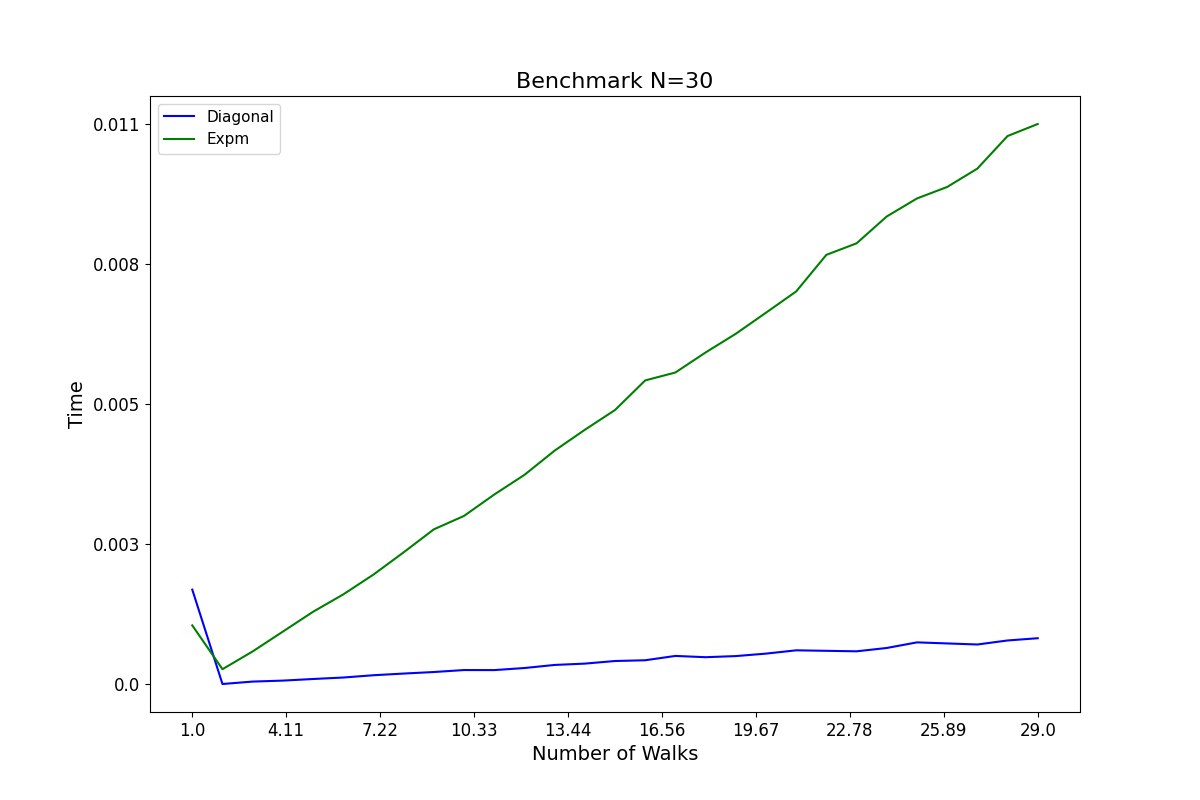 Benchmark N=30
Diagonal
Expm
0.011
0.008
0.005
0.003
0.0
Time
1.0 4.11 7.22 10.33 13.44 16.56 19.67 22.78 25.89 29.0
Number of Walks